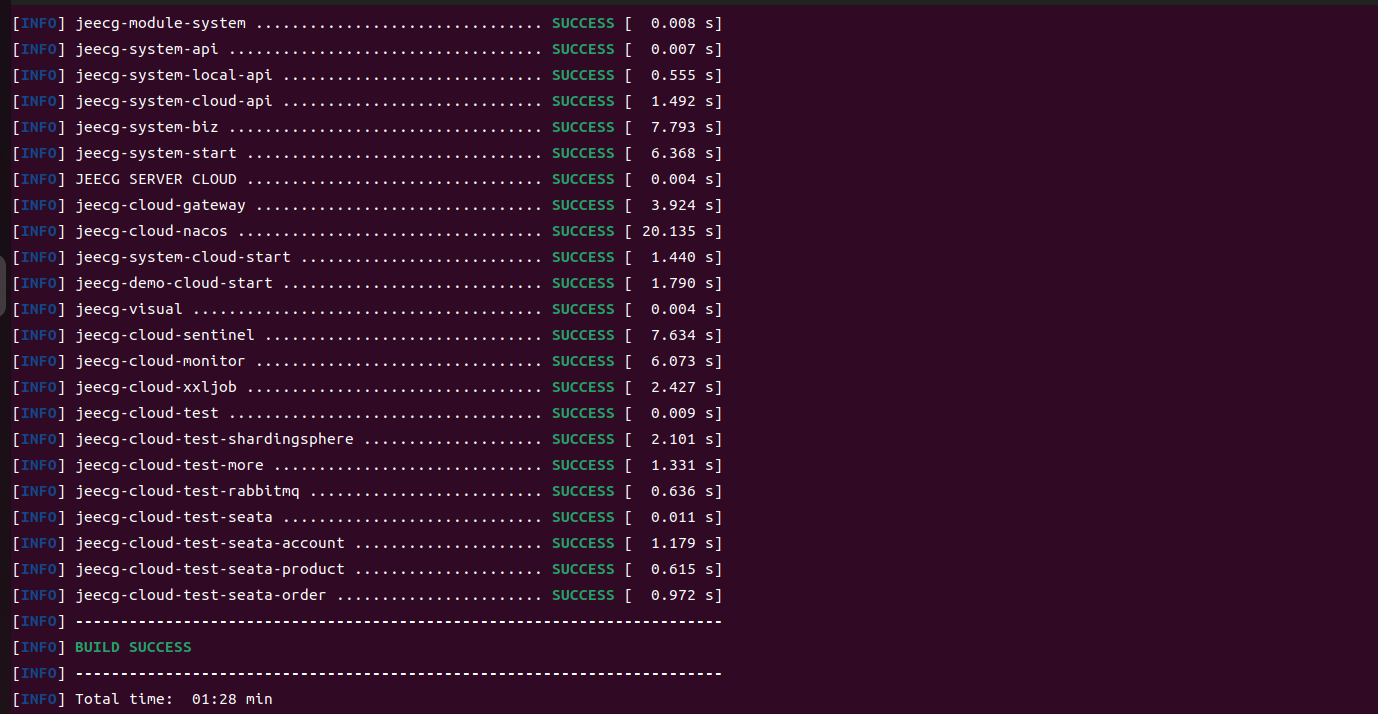 [INFO] jeecg-module-system ................................ SUCCESS [  0.008 s]
[INFO] jeecg-system-api ................................... SUCCESS [  0.007 s]
[INFO] jeecg-system-local-api ............................. SUCCESS [  0.555 s]
[INFO] jeecg-system-cloud-api ............................. SUCCESS [  1.492 s]
[INFO] jeecg-system-biz ................................... SUCCESS [  7.793 s]
[INFO] jeecg-system-start ................................. SUCCESS [  6.368 s]
[INFO] JEECG SERVER CLOUD ................................. SUCCESS [  0.004 s]
[INFO] jeecg-cloud-gateway ................................ SUCCESS [  3.924 s]
[INFO] jeecg-cloud-nacos .................................. SUCCESS [ 20.135 s]
[INFO] jeecg-system-cloud-start ........................... SUCCESS [  1.440 s]
[INFO] jeecg-demo-cloud-start ............................. SUCCESS [  1.790 s]
[INFO] jeecg-visual ....................................... SUCCESS [  0.004 s]
[INFO] jeecg-cloud-sentinel ............................... SUCCESS [  7.634 s]
[INFO] jeecg-cloud-monitor ................................ SUCCESS [  6.073 s]
[INFO] jeecg-cloud-xxljob ................................. SUCCESS [  2.427 s]
[INFO] jeecg-cloud-test ................................... SUCCESS [  0.009 s]
[INFO] jeecg-cloud-test-shardingsphere .................... SUCCESS [  2.101 s]
[INFO] jeecg-cloud-test-more .............................. SUCCESS [  1.331 s]
[INFO] jeecg-cloud-test-rabbitmq .......................... SUCCESS [  0.636 s]
[INFO] jeecg-cloud-test-seata ............................. SUCCESS [  0.011 s]
[INFO] jeecg-cloud-test-seata-account ..................... SUCCESS [  1.179 s]
[INFO] jeecg-cloud-test-seata-product ..................... SUCCESS [  0.615 s]
[INFO] jeecg-cloud-test-seata-order ....................... SUCCESS [  0.972 s]
[INFO] ------------------------------------------------------------------------
[INFO] BUILD SUCCESS
[INFO] ------------------------------------------------------------------------
[INFO] Total time:  01:28 min